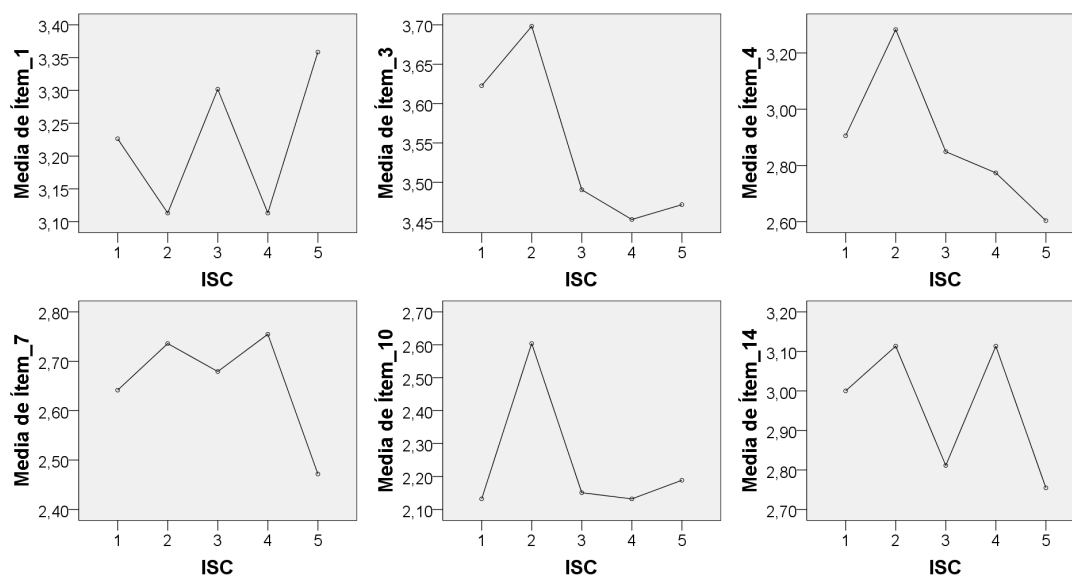 Media de Ítem_1
3,40
3,35
3,30
3,25
3,20
3,15
3,10
1 2 3 4 5
ISC
Media de Ítem_3
3,70
3,65
3,60
3,55
3,50
3,45
1 2 3 4 5
ISC
Media de Ítem_4
3,20
3,00
2,80
2,60
1 2 3 4 5
ISC
Media de Ítem_7
2,80
2,70
2,60
2,50
2,40
1 2 3 4 5
ISC
Media de Ítem_10
2,70
2,60
2,50
2,40
2,30
2,20
2,10
1 2 3 4 5
ISC
Media de Ítem_14
3,20
3,10
3,00
2,90
2,80
2,70
1 2 3 4 5
ISC